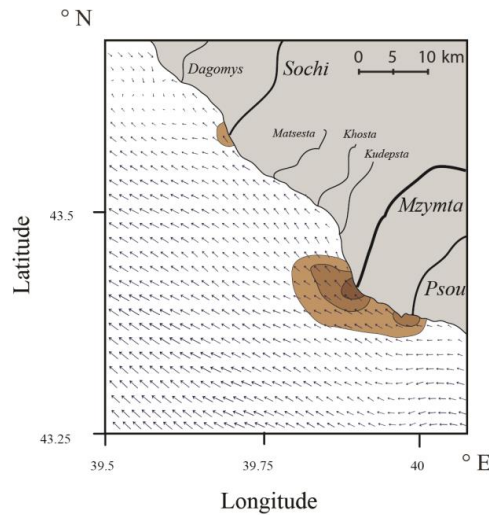 ° N
Dagomys
Sochi
0 5 10 km
Matsesta
Khosta
Kudepsta
Mzymta
Psou
43.5
43.25
39.5
39.75
40
° E
Latitude
Longitude